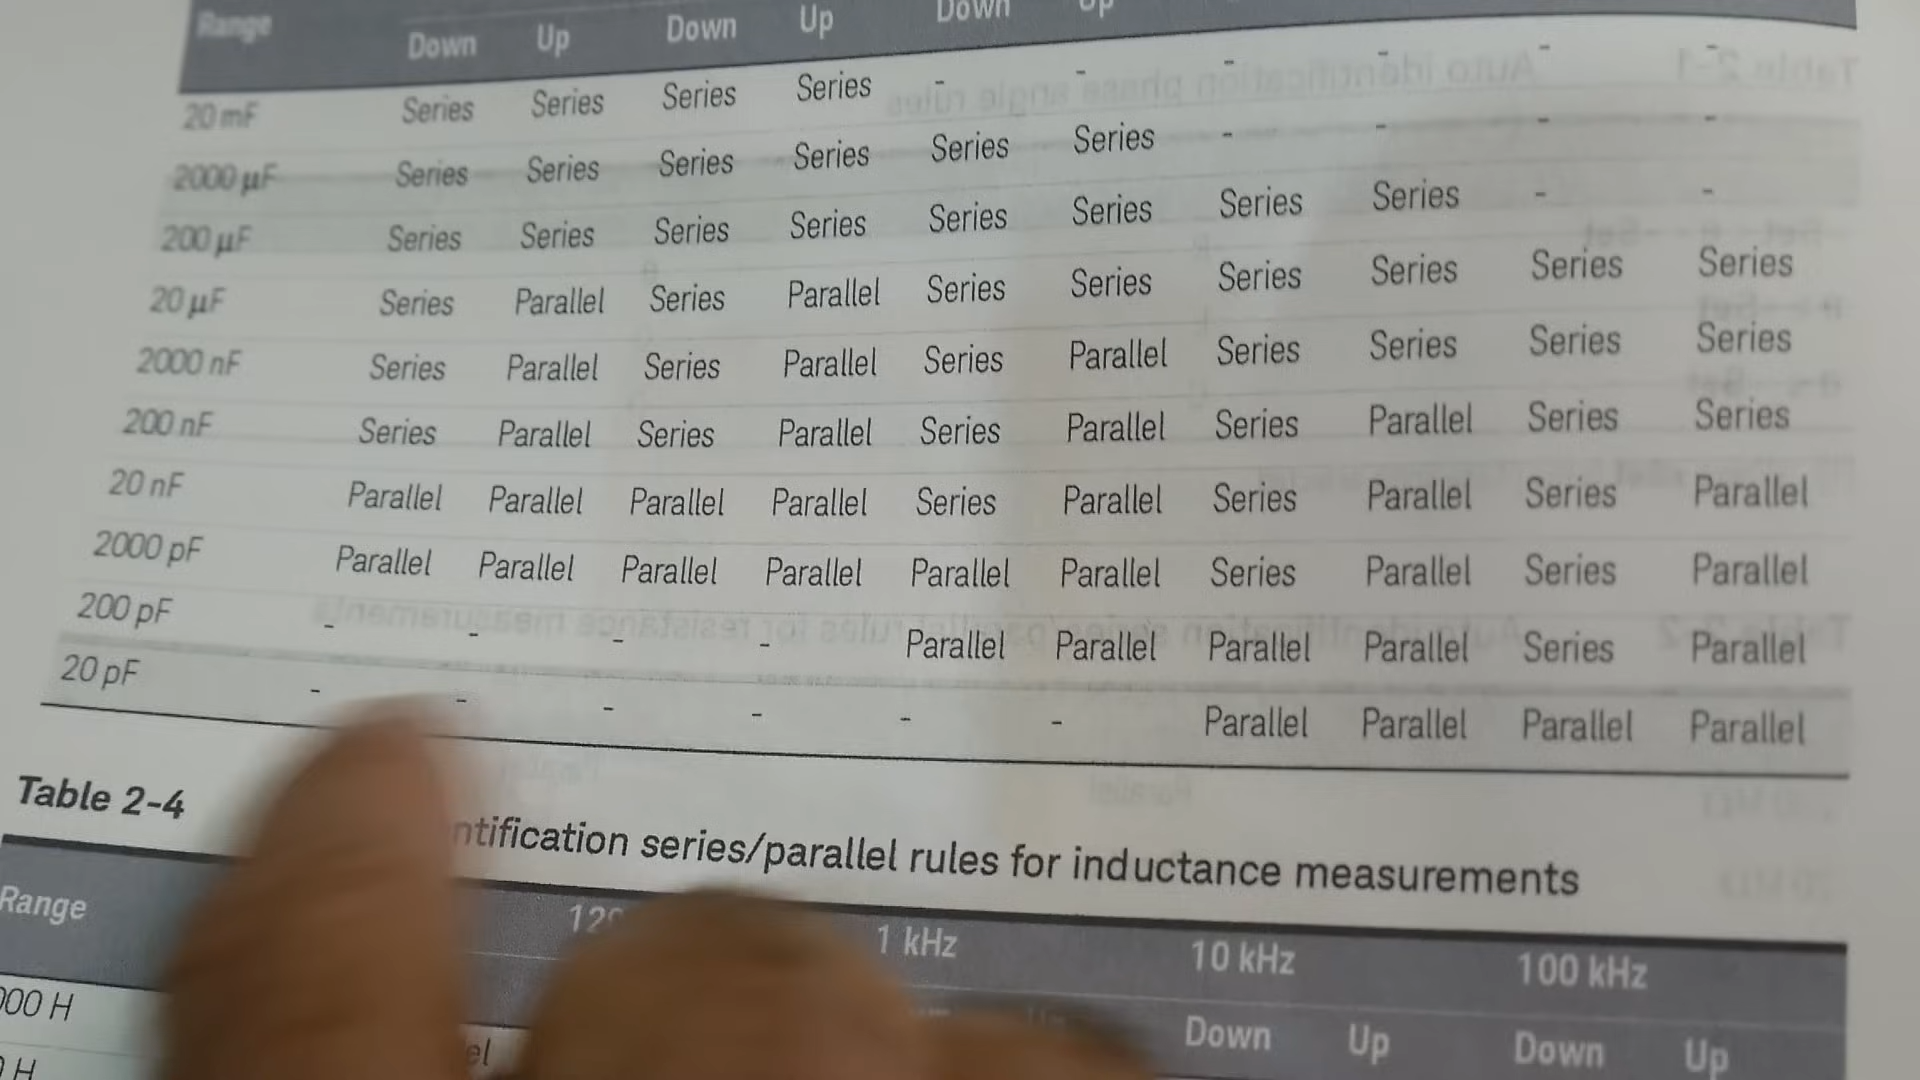 Range Down Up Down Up Down Up
20 mF Series Series Series Series - - - - - -
2000 µF Series Series Series Series Series Series - - - -
200 µF Series Series Series Series Series Series Series Series - -
20 µF Series Parallel Series Parallel Series Series Series Series Series Series
2000 nF Series Parallel Series Parallel Series Parallel Series Series Series Series
200 nF Series Parallel Series Parallel Series Parallel Series Parallel Series Series
20 nF Parallel Parallel Parallel Parallel Series Parallel Series Parallel Series Parallel
2000 pF Parallel Parallel Parallel Parallel Parallel Parallel Series Parallel Series Parallel
200 pF - - - - Parallel Parallel Parallel Parallel Series Parallel
20 pF - - - - - - Parallel Parallel Parallel Parallel
Table 2-4 series/parallel rules for inductance measurements
Range 1 kHz 10 kHz 100 kHz
Down Up Down Up
H
H